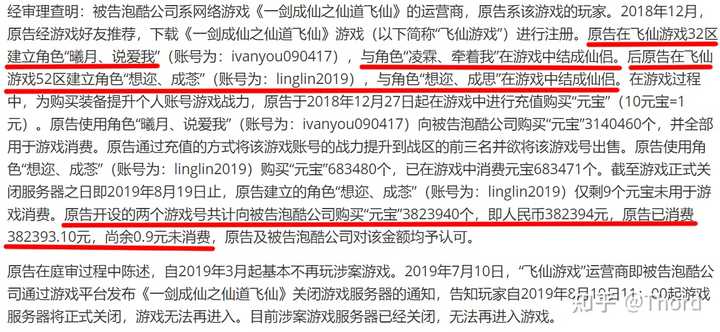 经审理查明：被告泡酷公司系网络游戏《一剑成仙之仙道飞仙》的运营商，原告系该游戏的玩家。2018年12月，
原告经游戏好友推荐，下载《一剑成仙之仙道飞仙》游戏（以下简称“飞仙游戏”）进行注册。原告在飞仙游戏32区
建立角色“曦月、说爱我”（账号为：ivanyou090417），与角色“凌霖、牵着我”在游戏中结成仙侣。后原告在飞仙
游戏52区建立角色“想迩、成苾”（账号为：linglin2019），与角色“想迩、成思”在游戏中结成仙侣。在游戏过程
中，为购买装备提升个人账号游戏战力，原告于2018年12月27日起在游戏中进行充值购买“元宝”（10元宝=1
元）。原告使用角色“曦月、说爱我”（账号为：ivanyou090417）向被告泡酷公司购买“元宝”3140460个，并全部
用于游戏消费。原告通过充值的方式将该游戏账号的战力提升到战区的前三名并欲将该游戏号出售。原告使用角
色“想迩、成苾”（账号为：linglin2019）购买“元宝”683480个，已在游戏中消费元宝683471个。截至游戏正式关
闭服务器之日即2019年8月19日止，原告建立的角色“想迩、成苾”（账号为：linglin2019）仅剩9个元宝未用于游
戏消费。原告开设的两个游戏号共计向被告泡酷公司购买“元宝”3823940个，即人民币382394元，原告已消费
382393.10元，尚余0.9元未消费，原告及被告泡酷公司对该金额均予认可。
原告在庭审过程中陈述，自2019年3月起基本不再玩涉案游戏。2019年7月10日，“飞仙游戏”运营商即被告泡酷公
司通过游戏平台发布《一剑成仙之仙道飞仙》关闭游戏服务器的通知，告知玩家自2019年8月19日11：00起游戏
服务器将正式关闭，游戏无法再进入。目前涉案游戏服务器已经关闭，无法再进入游戏。
知乎 @Thord